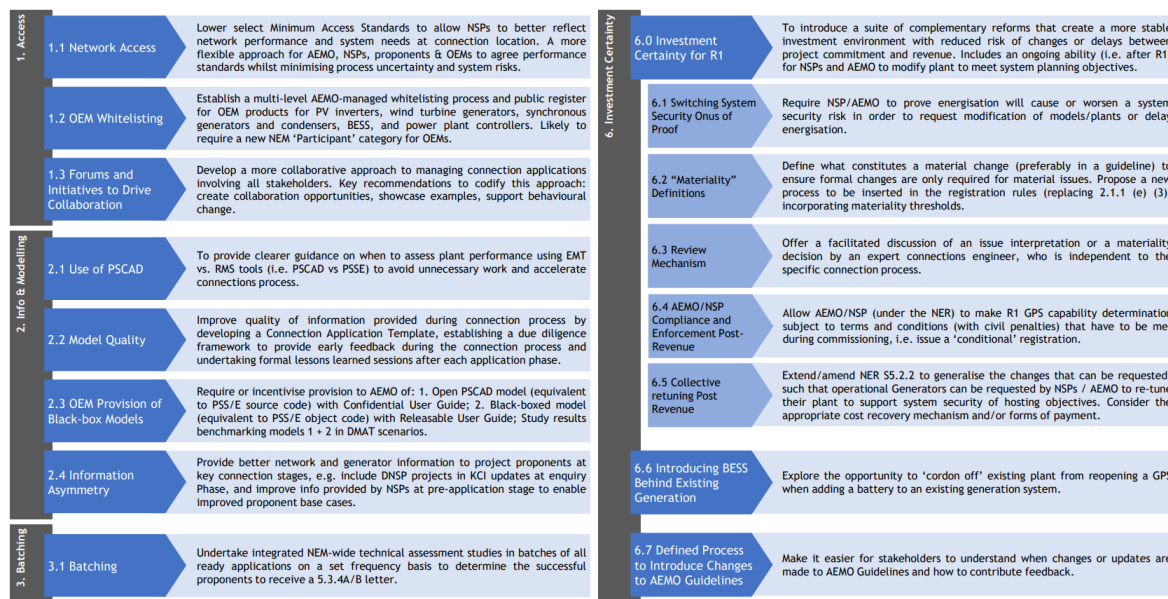 1. Access
1.1 Network Access
Lower select Minimum Access Standards to allow NSPs to better reflect
network performance and system needs at connection location. A more
flexible approach for AEMO, NSPs, proponents & OEMs to agree performance
standards whilst minimising process uncertainty and system risks.
1.2 OEM Whitelisting
Establish a multi-level AEMO-managed whitelisting process and public register
for OEM products for PV inverters, wind turbine generators, synchronous
generators and condensers, BESS, and power plant controllers. Likely to
require a new NEM ‘Participant’ category for OEMs.
1.3 Forums and
Initiatives to Drive
Collaboration
Develop a more collaborative approach to managing connection applications
involving all stakeholders. Key recommendations to codify this approach:
create collaboration opportunities, showcase examples, support behavioural
change.
2. Info & Modelling
2.1 Use of PSCAD
To provide clearer guidance on when to assess plant performance using EMT
vs. RMS tools (i.e. PSCAD vs PSSE) to avoid unnecessary work and accelerate
connections process.
2.2 Model Quality
Improve quality of information provided during connection process by
developing a Connection Application Template, establishing a due diligence
framework to provide early feedback during the connection process and
undertaking formal lessons learned sessions after each application phase.
2.3 OEM Provision of
Black-box Models
Require or incentivise provision to AEMO of: 1. Open PSCAD model (equivalent
to PSS/E source code) with Confidential User Guide; 2. Black-boxed model
(equivalent to PSS/E object code) with Releasable User Guide; Study results
benchmarking models 1 + 2 in DMAT scenarios.
2.4 Information
Asymmetry
Provide better network and generator information to project proponents at
key connection stages, e.g. include DNSP projects in KCI updates at enquiry
Phase, and improve info provided by NSPs at pre-application stage to enable
improved proponent base cases.
3. Batching
3.1 Batching
Undertake integrated NEM-wide technical assessment studies in batches of all
ready applications on a set frequency basis to determine the successful
proponents to receive a 5.3.4A/B letter.
6. Investment Certainty
6.0 Investment
Certainty for R1
To introduce a suite of complementary reforms that create a more stable
investment environment with reduced risk of changes or delays between
project commitment and revenue. Includes an ongoing ability (i.e. after R1)
for NSPs and AEMO to modify plant to meet system planning objectives.
6.1 Switching System
Security Onus of
Proof
Require NSP/AEMO to prove energisation will cause or worsen a system
security risk in order to request modification of models/plants or delay
energisation.
6.2 “Materiality”
Definitions
Define what constitutes a material change (preferably in a guideline) to
ensure formal changes are only required for material issues. Propose a new
process to be inserted in the registration rules (replacing 2.1.1 (e) (3))
incorporating materiality thresholds.
6.3 Review
Mechanism
Offer a facilitated discussion of an issue interpretation or a materiality
decision by an expert connections engineer, who is independent to the
specific connection process.
6.4 AEMO/NSP
Compliance and
Enforcement Post-
Revenue
Allow AEMO/NSP (under the NER) to make R1 GPS capability determination
subject to terms and conditions (with civil penalties) that have to be met
during commissioning, i.e. issue a ‘conditional’ registration.
6.5 Collective
retuning Post
Revenue
Extend/amend NER S5.2.2 to generalise the changes that can be requested,
such that operational Generators can be requested by NSPs / AEMO to re-tune
their plant to support system security of hosting objectives. Consider the
appropriate cost recovery mechanism and/or forms of payment.
6.6 Introducing BESS
Behind Existing
Generation
Explore the opportunity to ‘cordon off’ existing plant from reopening a GPS
when adding a battery to an existing generation system.
6.7 Defined Process
to Introduce Changes
to AEMO Guidelines
Make it easier for stakeholders to understand when changes or updates are
made to AEMO Guidelines and how to contribute feedback.